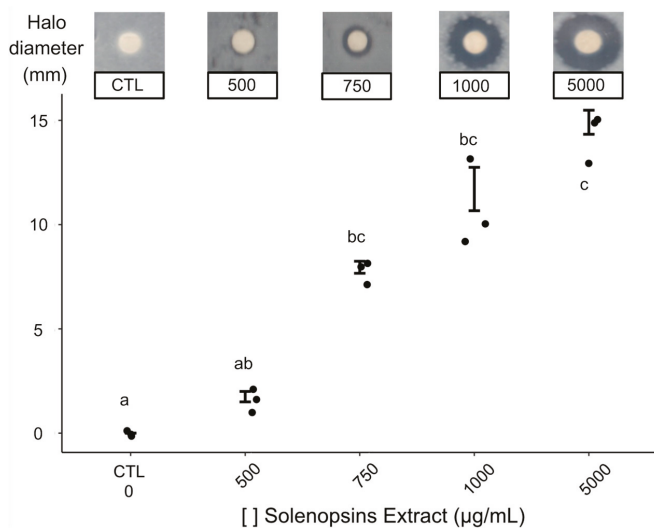 Halo
diameter
(mm)
CTL
500
750
1000
5000
15
10
5
0
a
ab
bc
bc
c
CTL
0
500
750
1000
5000
[ ] Solenopsins Extract (µg/mL)